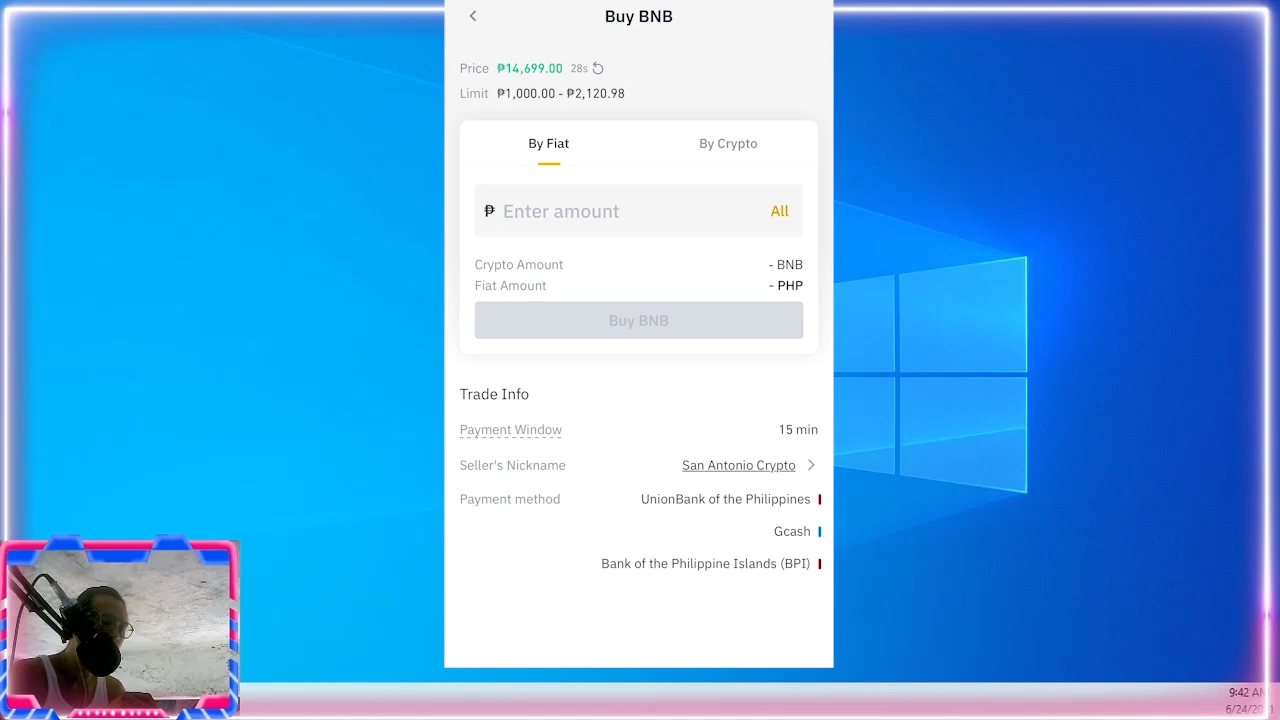 Buy BNB
Price ₱14,699.00 28s
Limit ₱1,000.00 - ₱2,120.98
By Fiat By Crypto
₱ Enter amount All
Crypto Amount - BNB
Fiat Amount - PHP
Buy BNB
Trade Info
Payment Window 15 min
Seller's Nickname San Antonio Crypto
Payment method UnionBank of the Philippines
Gcash
Bank of the Philippine Islands (BPI)
9:42 AM